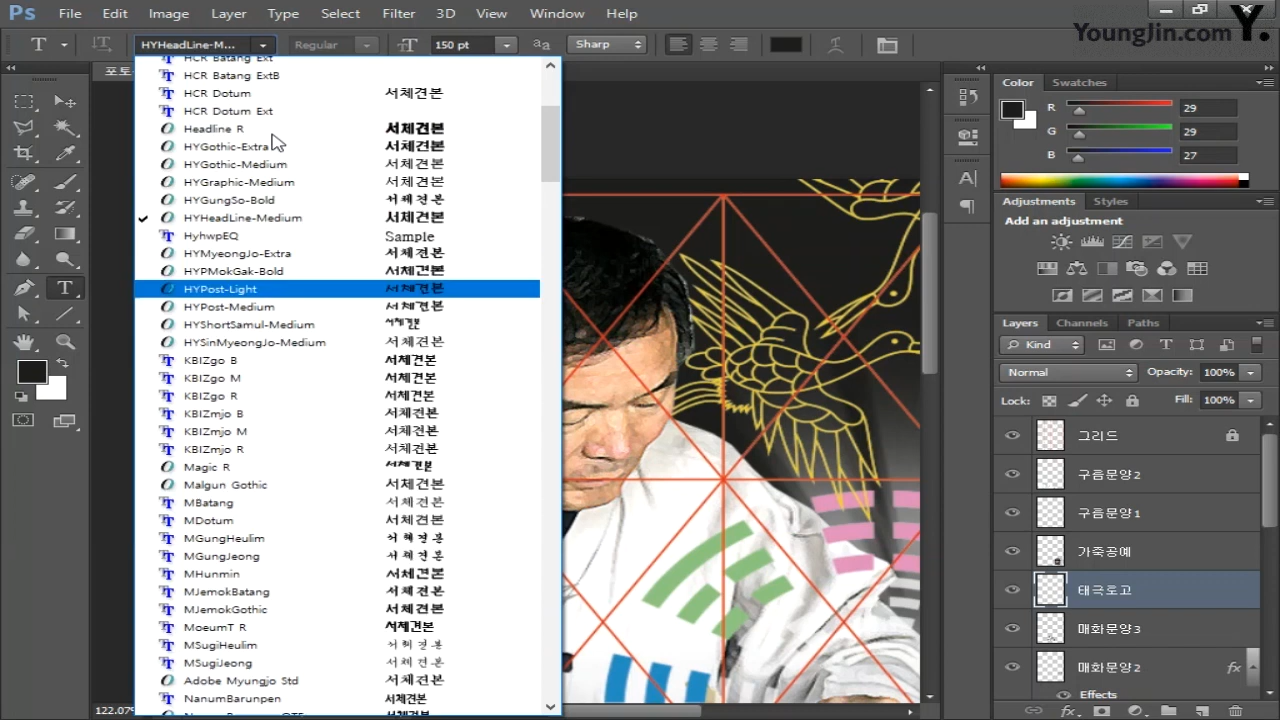 Ps File Edit Image Layer Type Select Filter 3D View Window Help
YoungJin.com Y.
T HYHeadLine-M... Regular 150 pt Sharp
포토
HCR Batang Ext
HCR Batang ExtB
HCR Dotum 서체견본
HCR Dotum Ext
Headline R 서체견본
HYGothic-Extra 서체견본
HYGothic-Medium 서체견본
HYGraphic-Medium 서체견본
HYGungSo-Bold 서체견본
HYHeadLine-Medium 서체견본
HyhwpEQ Sample
HYMyeongJo-Extra 서체견본
HYPMokGak-Bold 서체견본
HYPost-Light 서체견본
HYPost-Medium 서체견본
HYShortSamul-Medium 서체견본
HYSinMyeongJo-Medium 서체견본
KBIZgo B 서체견본
KBIZgo M 서체견본
KBIZgo R 서체견본
KBIZmjo B 서체견본
KBIZmjo M 서체견본
KBIZmjo R 서체견본
Magic R 서체견본
Malgun Gothic 서체견본
MBatang 서체견본
MDotum 서체견본
MGungHeulim 서체견본
MGungJeong 서체견본
MHunmin 서체견본
MJemokBatang 서체견본
MJemokGothic 서체견본
MoeumT R 서체견본
MSugiHeulim 서체견본
MSugiJeong 서체견본
Adobe Myungjo Std 서체견본
NanumBarunpen 서체견본
122.07%
Color Swatches
R 29
G 29
B 27
Adjustments Styles
Add an adjustment
Layers Channels Paths
Kind
Normal Opacity: 100%
Lock: Fill: 100%
그리드
구름문양2
구름문양1
가죽공예
태극로고
매화문양3
매화문양2 fx
Effects